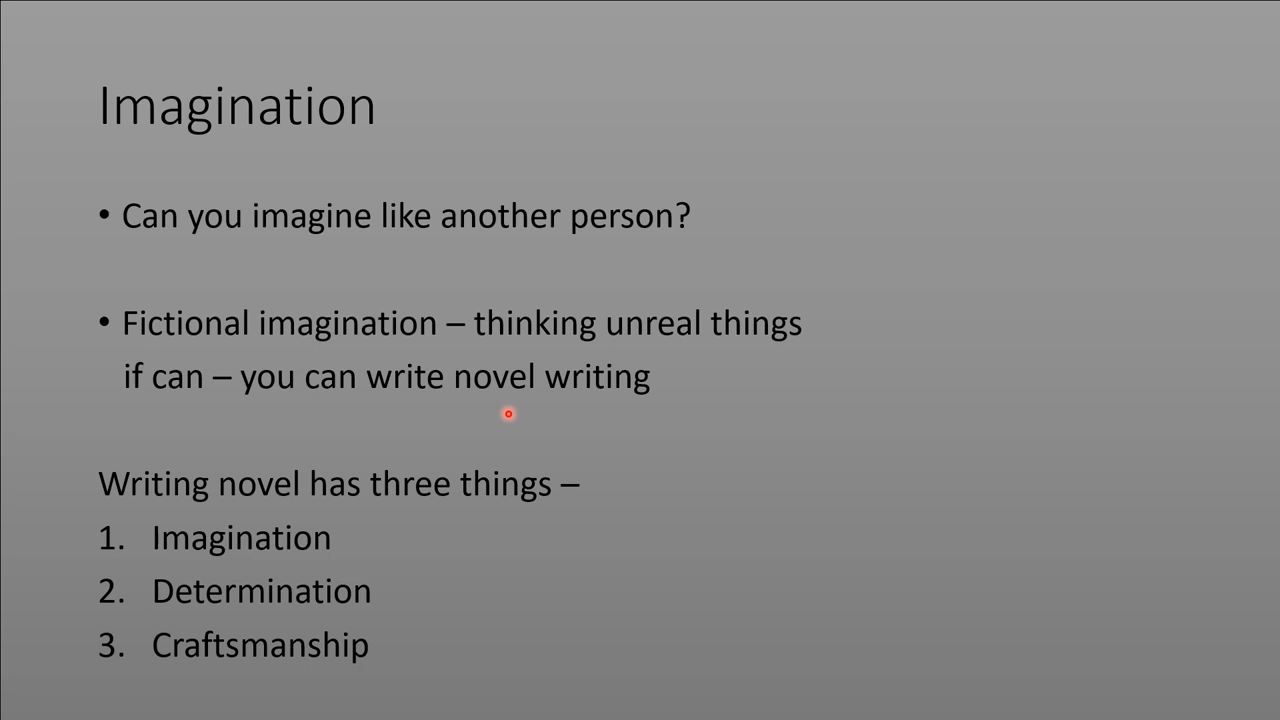 Imagination
• Can you imagine like another person?
• Fictional imagination – thinking unreal things
if can – you can write novel writing
Writing novel has three things –
1. Imagination
2. Determination
3. Craftsmanship